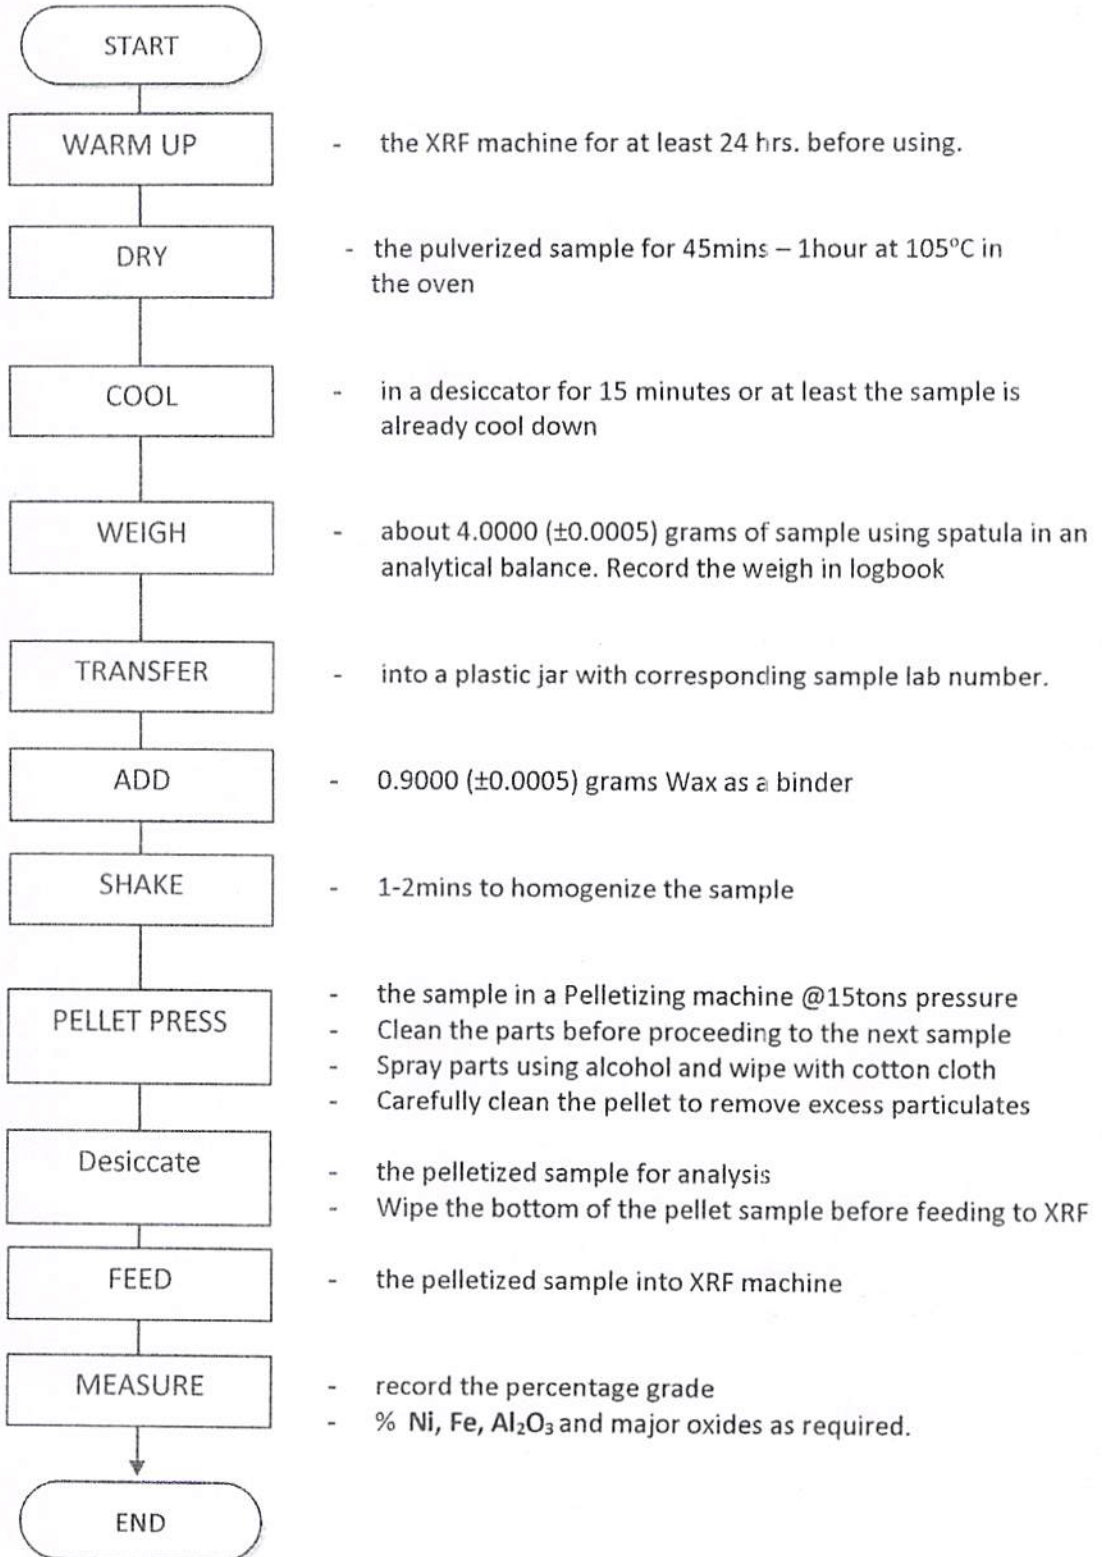 START
WARM UP
- the XRF machine for at least 24 hrs. before using.
DRY
- the pulverized sample for 45mins – 1hour at 105°C in
the oven
COOL
- in a desiccator for 15 minutes or at least the sample is
already cool down
WEIGH
- about 4.0000 (±0.0005) grams of sample using spatula in an
analytical balance. Record the weigh in logbook
TRANSFER
- into a plastic jar with corresponding sample lab number.
ADD
- 0.9000 (±0.0005) grams Wax as a binder
SHAKE
- 1-2mins to homogenize the sample
PELLET PRESS
- the sample in a Pelletizing machine @15tons pressure
- Clean the parts before proceeding to the next sample
- Spray parts using alcohol and wipe with cotton cloth
- Carefully clean the pellet to remove excess particulates
Desiccate
- the pelletized sample for analysis
- Wipe the bottom of the pellet sample before feeding to XRF
FEED
- the pelletized sample into XRF machine
MEASURE
- record the percentage grade
- % Ni, Fe, Al₂O₃ and major oxides as required.
END